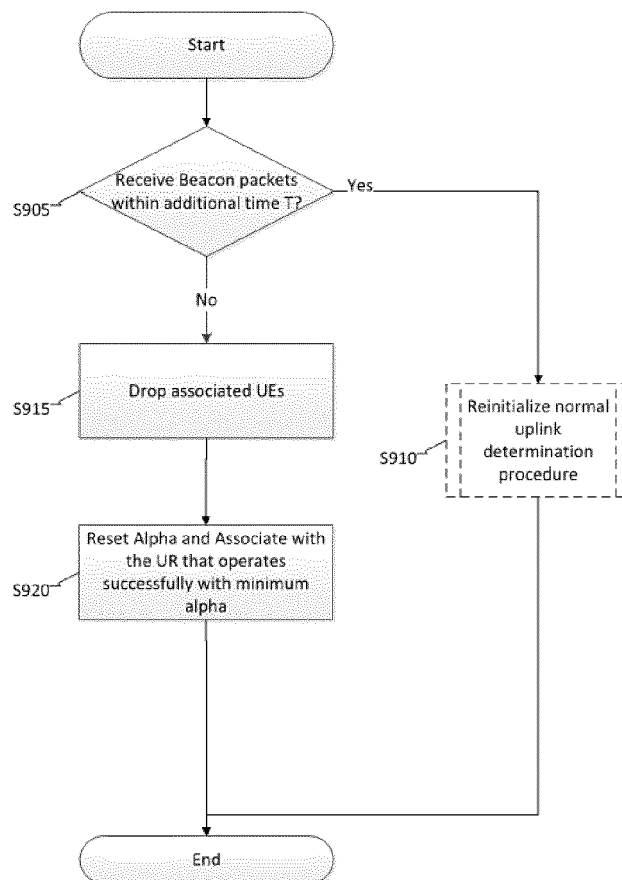 Start
Receive Beacon packets
within additional time T?
S905
Yes
No
Drop associated UEs
S915
Reinitialize normal
uplink
determination
procedure
S910
Reset Alpha and Associate with
the UR that operates
successfully with minimum
alpha
S920
End